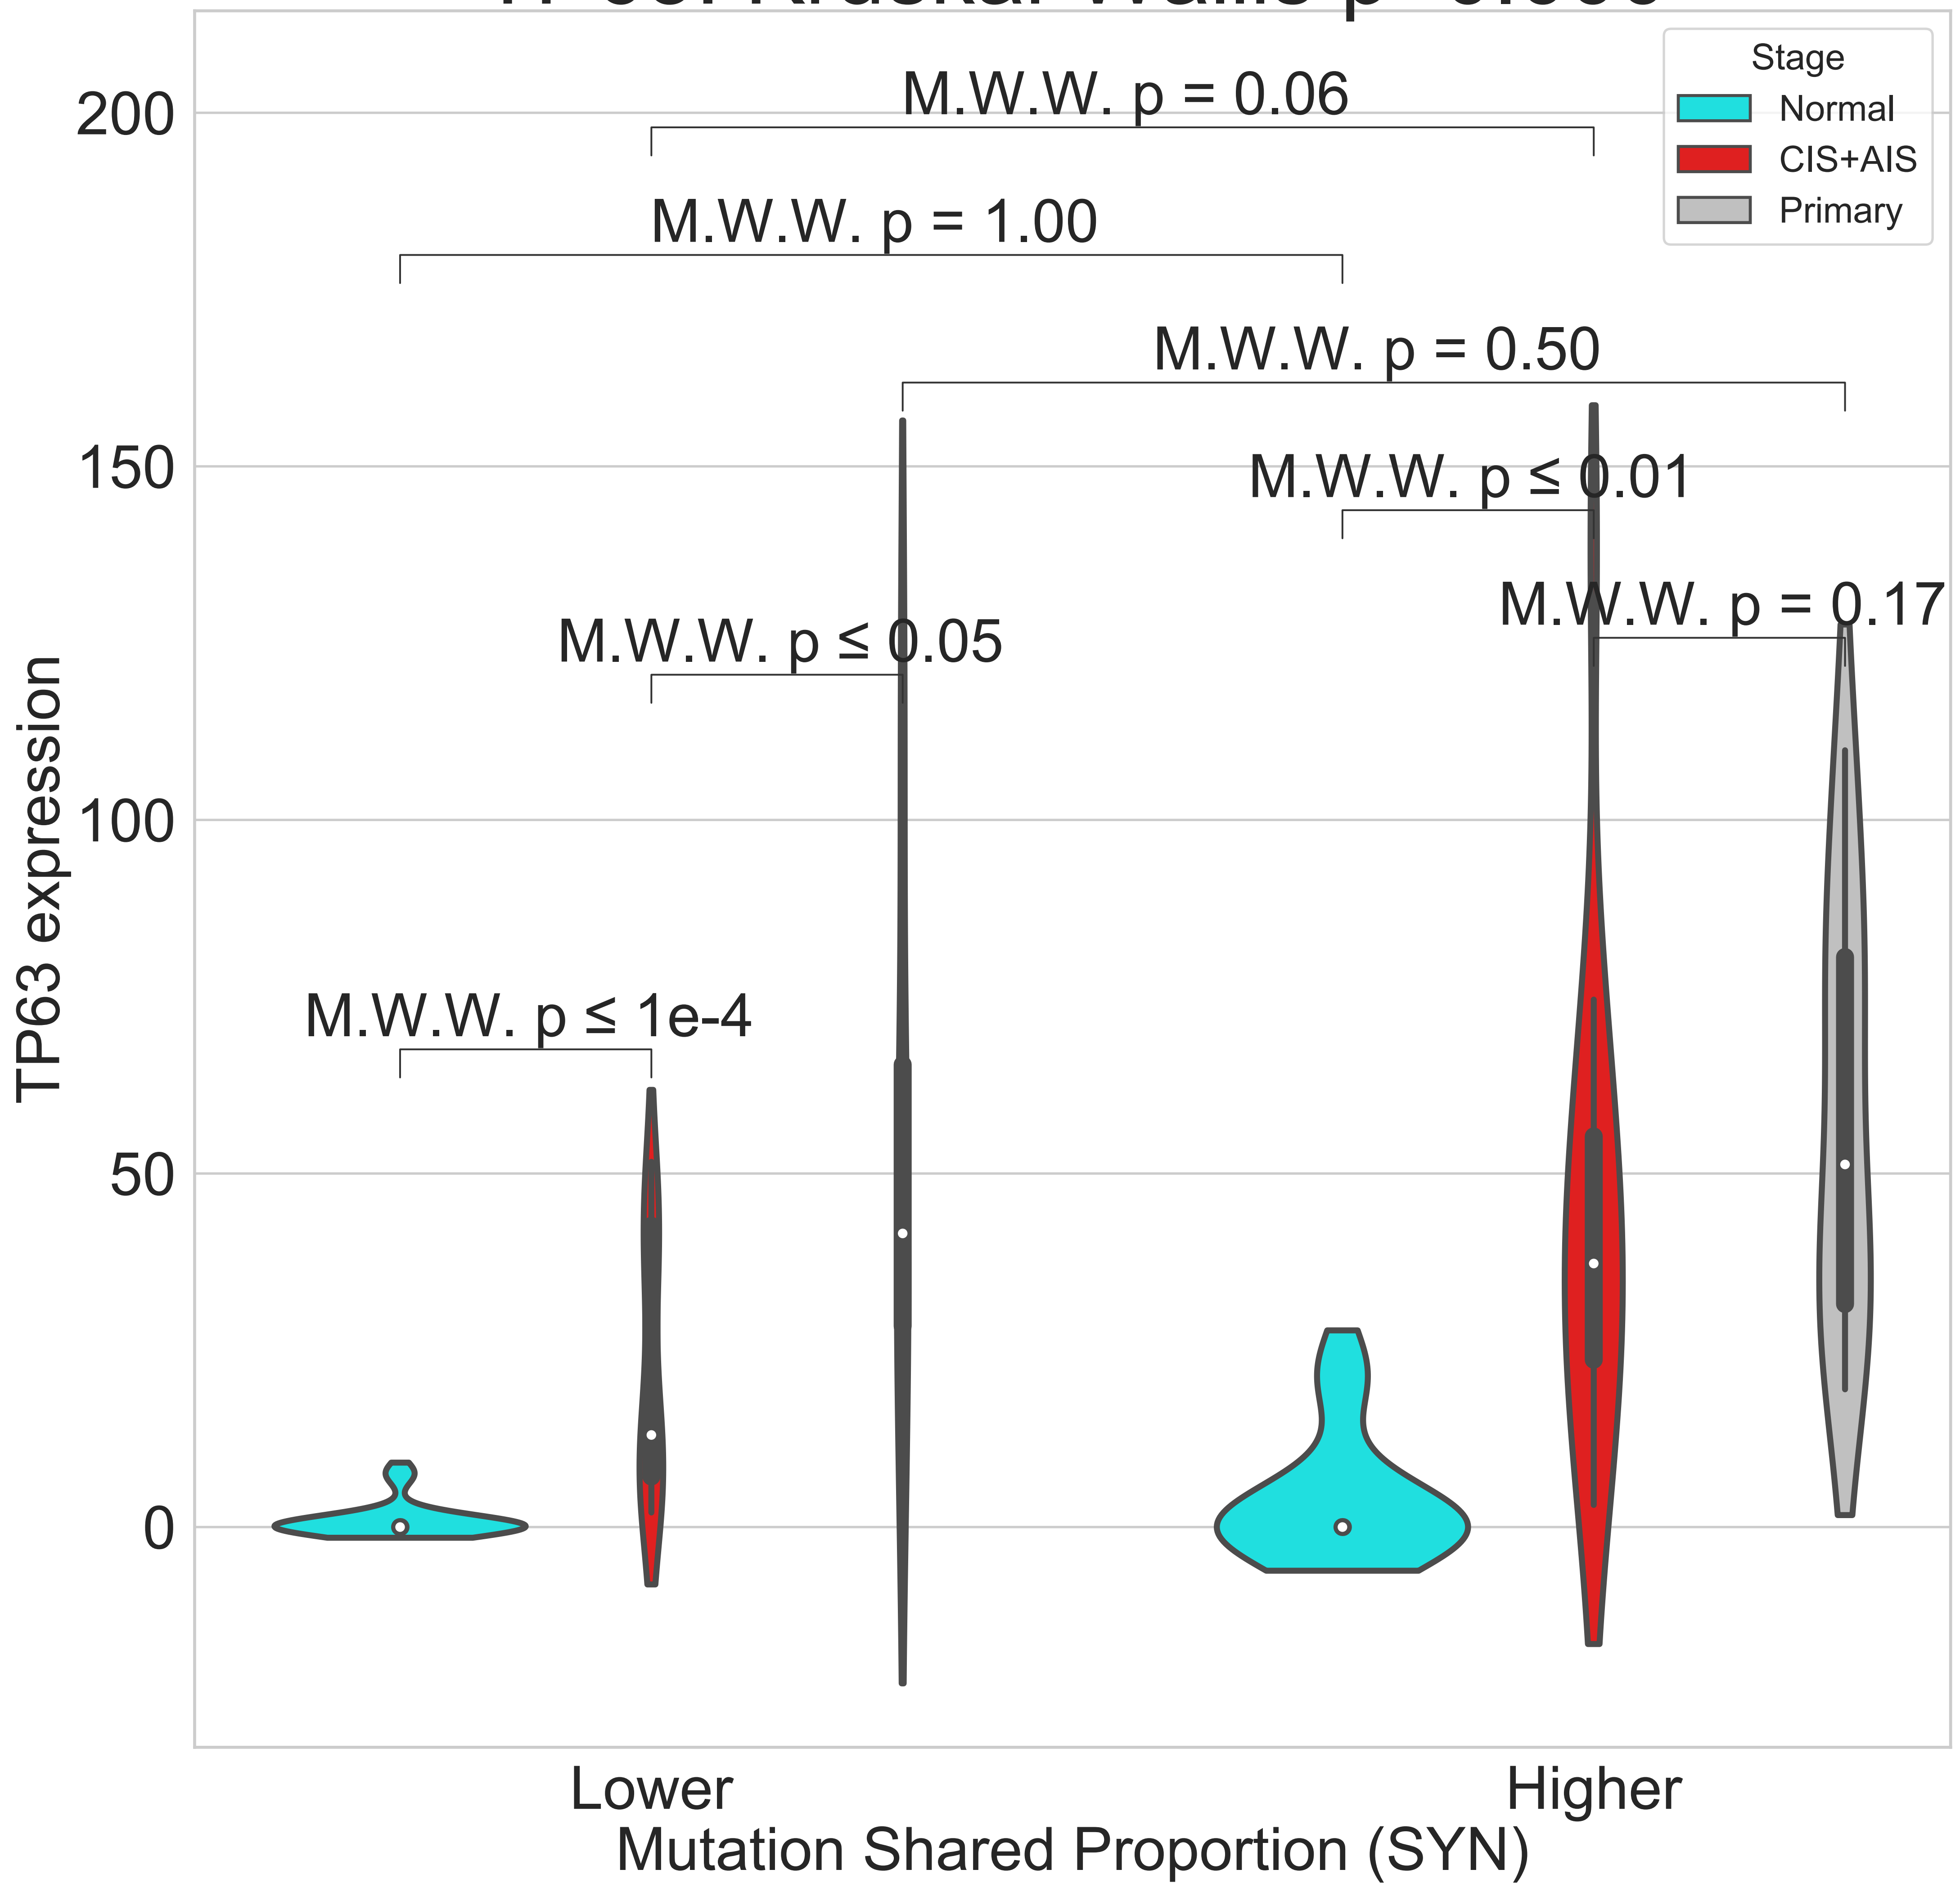 Stage
Normal
CIS+AIS
Primary
M.W.W. p = 0.06
M.W.W. p = 1.00
M.W.W. p = 0.50
M.W.W. p ≤ 0.01
M.W.W. p = 0.17
M.W.W. p ≤ 0.05
M.W.W. p ≤ 1e-4
200
150
100
50
0
TP63 expression
Lower
Higher
Mutation Shared Proportion (SYN)